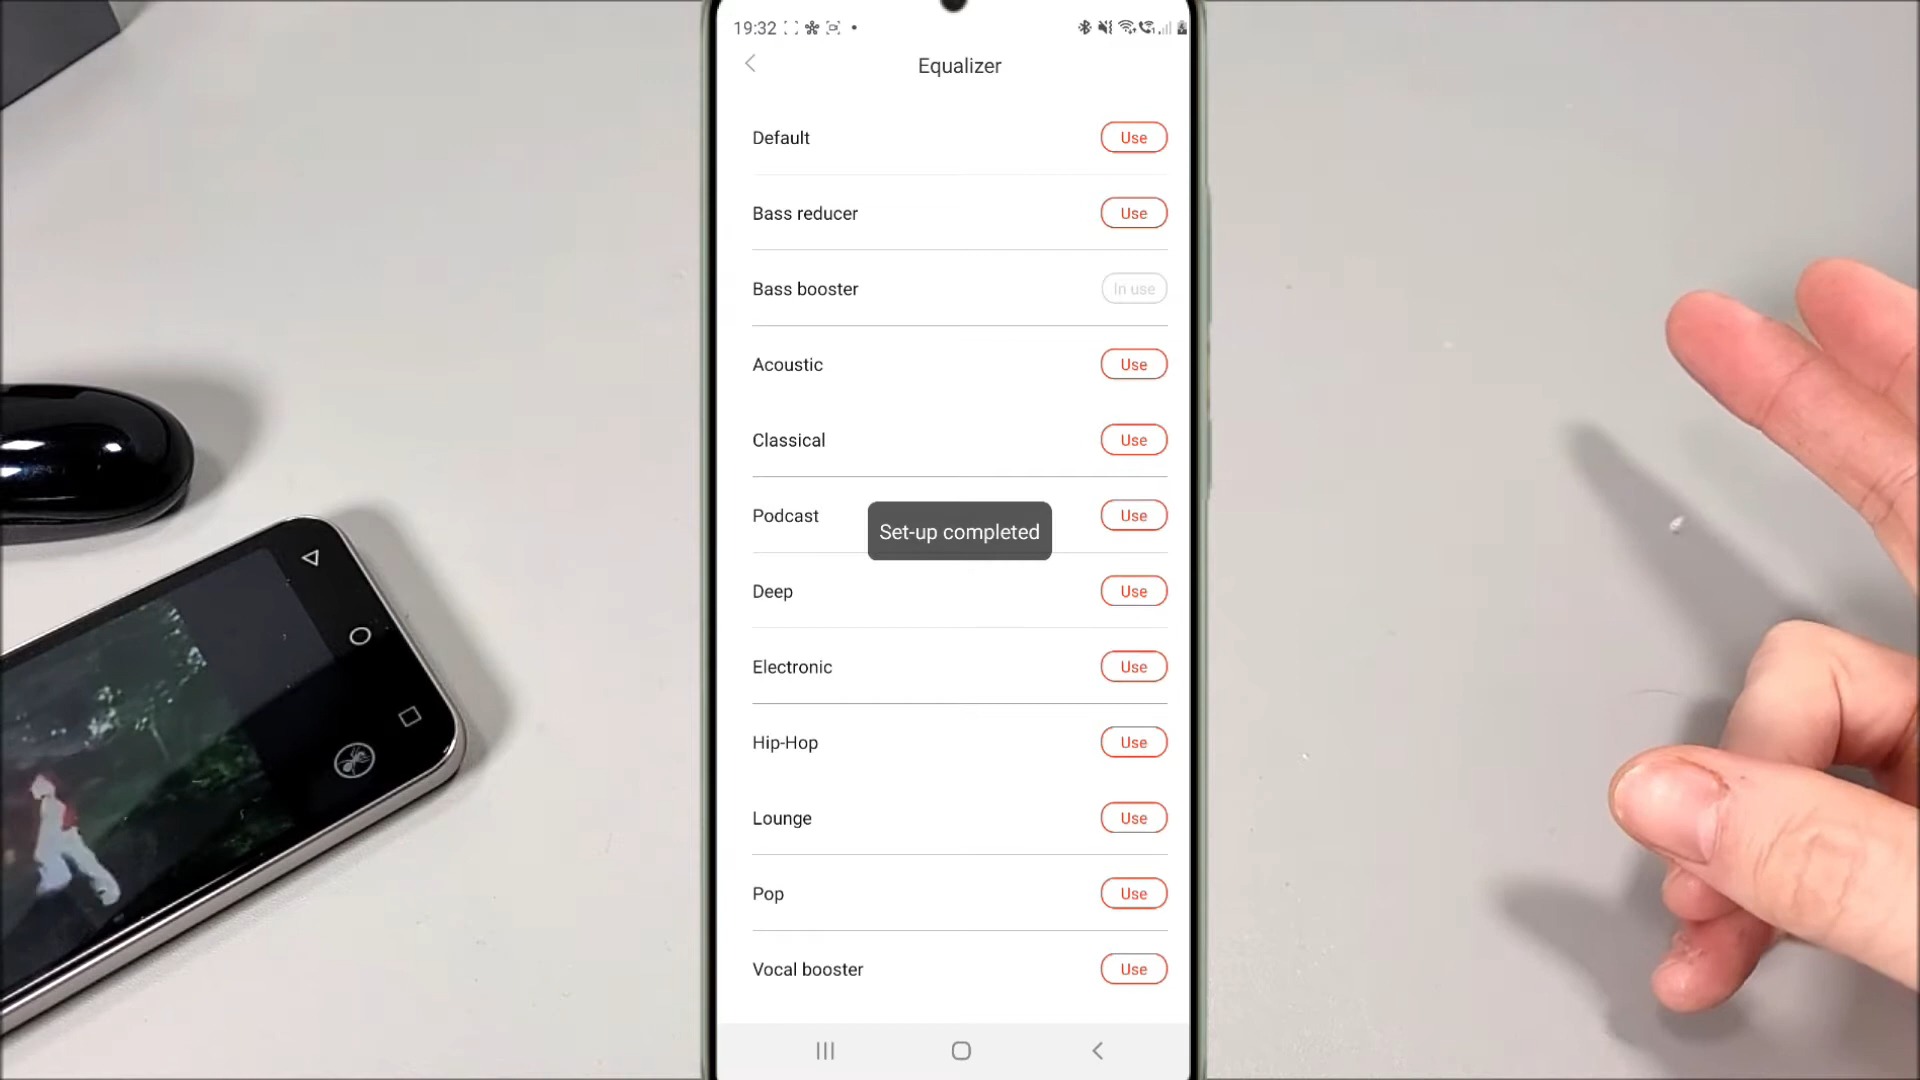 19:32
Equalizer
Default Use
Bass reducer Use
Bass booster In use
Acoustic Use
Classical Use
Podcast Use
Set-up completed
Deep Use
Electronic Use
Hip-Hop Use
Lounge Use
Pop Use
Vocal booster Use